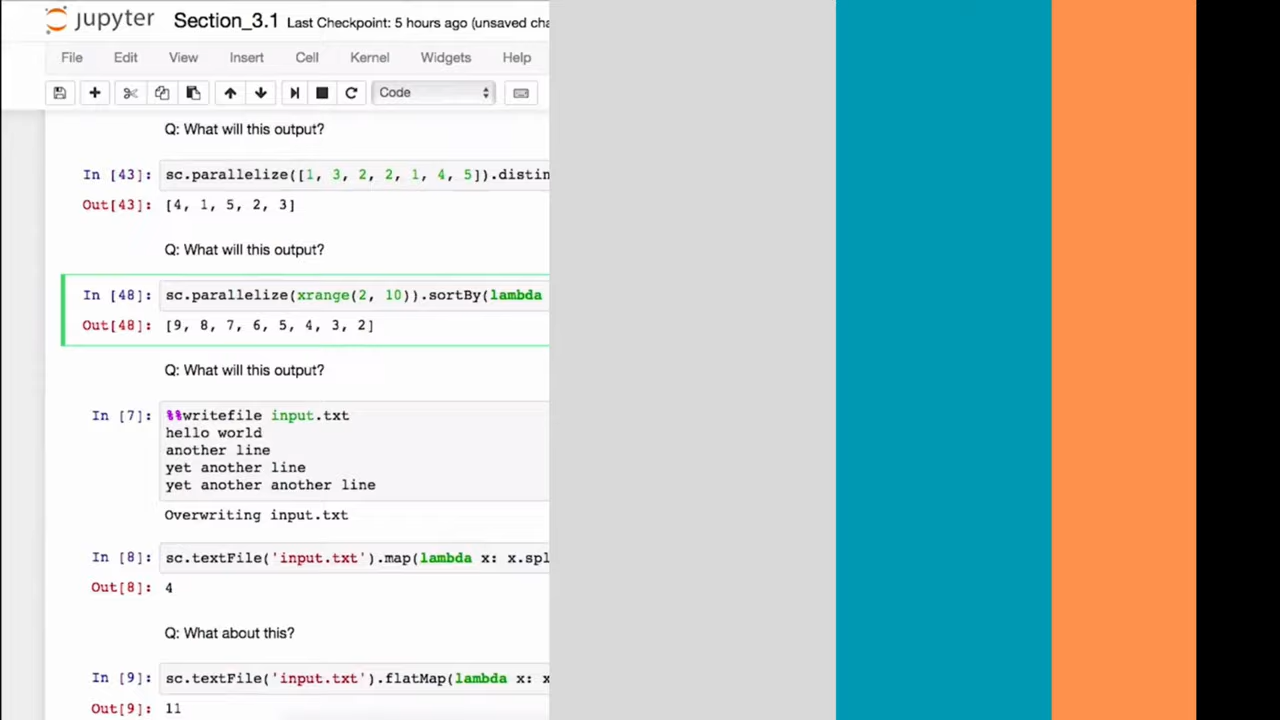 jupyter Section_3.1 Last Checkpoint: 5 hours ago (unsaved cha
File Edit View Insert Cell Kernel Widgets Help
Code
Q: What will this output?
In [43]: sc.parallelize([1, 3, 2, 2, 1, 4, 5]).distin
Out[43]: [4, 1, 5, 2, 3]
Q: What will this output?
In [48]: sc.parallelize(xrange(2, 10)).sortBy(lambda
Out[48]: [9, 8, 7, 6, 5, 4, 3, 2]
Q: What will this output?
In [7]: %%writefile input.txt
hello world
another line
yet another line
yet another another line
Overwriting input.txt
In [8]: sc.textFile('input.txt').map(lambda x: x.spl
Out[8]: 4
Q: What about this?
In [9]: sc.textFile('input.txt').flatMap(lambda x: x
Out[9]: 11